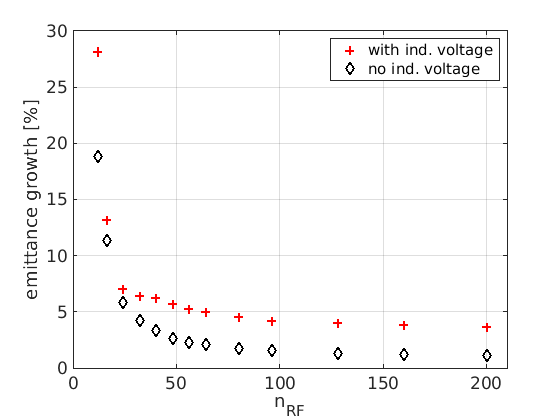 30
with ind. voltage
no ind. voltage
25
20
15
10
5
0
emittance growth [%]
0 50 100 150 200
n_RF